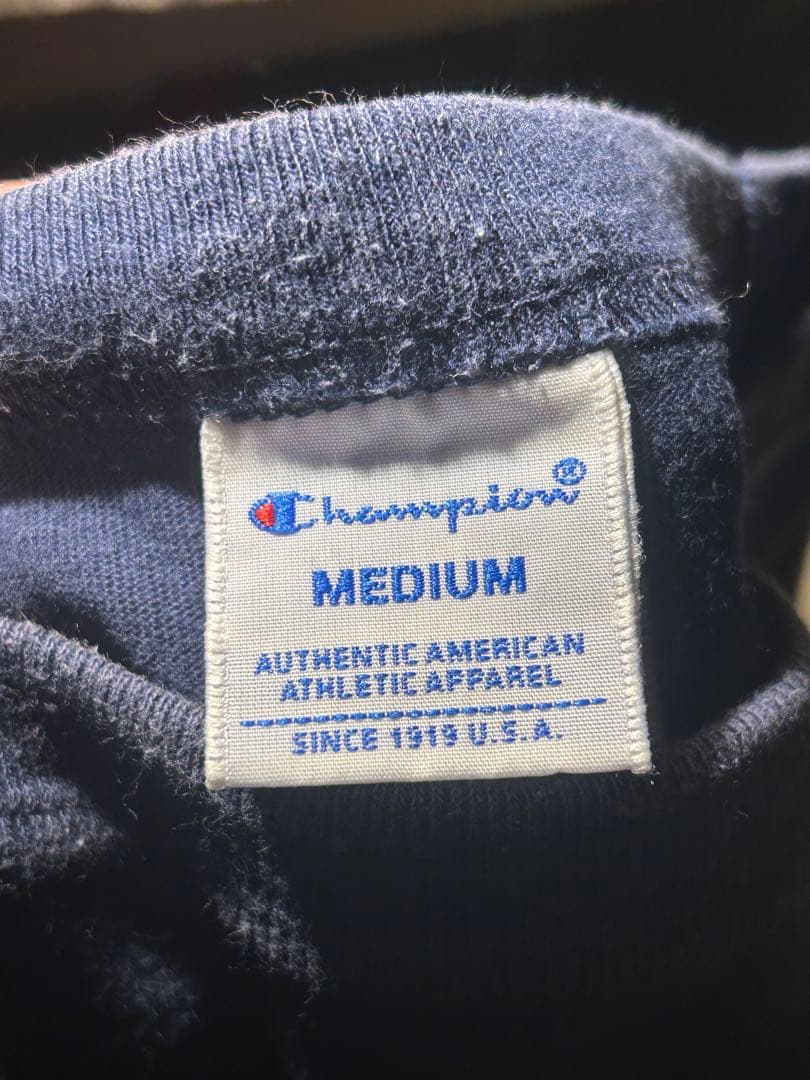 Champion®
MEDIUM
AUTHENTIC AMERICAN
ATHLETIC APPAREL
SINCE 1919 U.S.A.